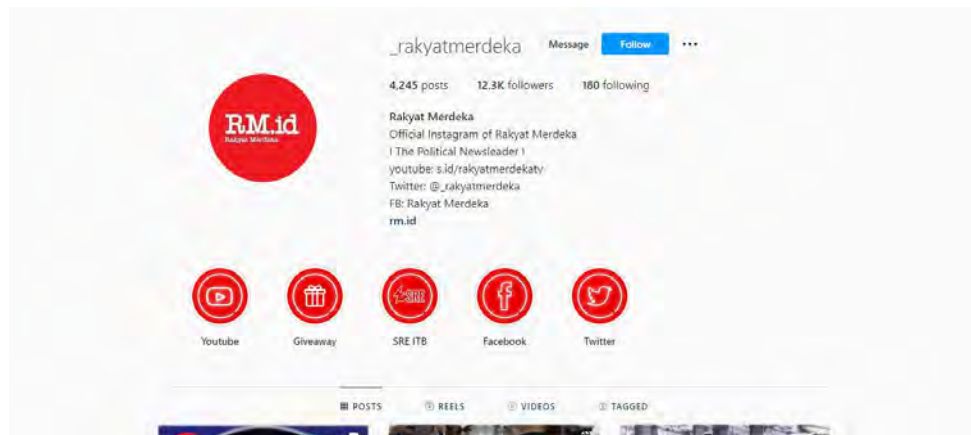 _rakyatmerdeka Message Follow
4,245 posts 12.3K followers 180 following
RM.id
Rakyat Merdeka
Rakyat Merdeka
Official Instagram of Rakyat Merdeka
! The Political Newsleader !
youtube: s.id/rakyatmerdekatv
Twitter: @_rakyatmerdeka
FB: Rakyat Merdeka
rm.id
SRE
Youtube Giveaway SRE ITB Facebook Twitter
POSTS REELS VIDEOS TAGGED